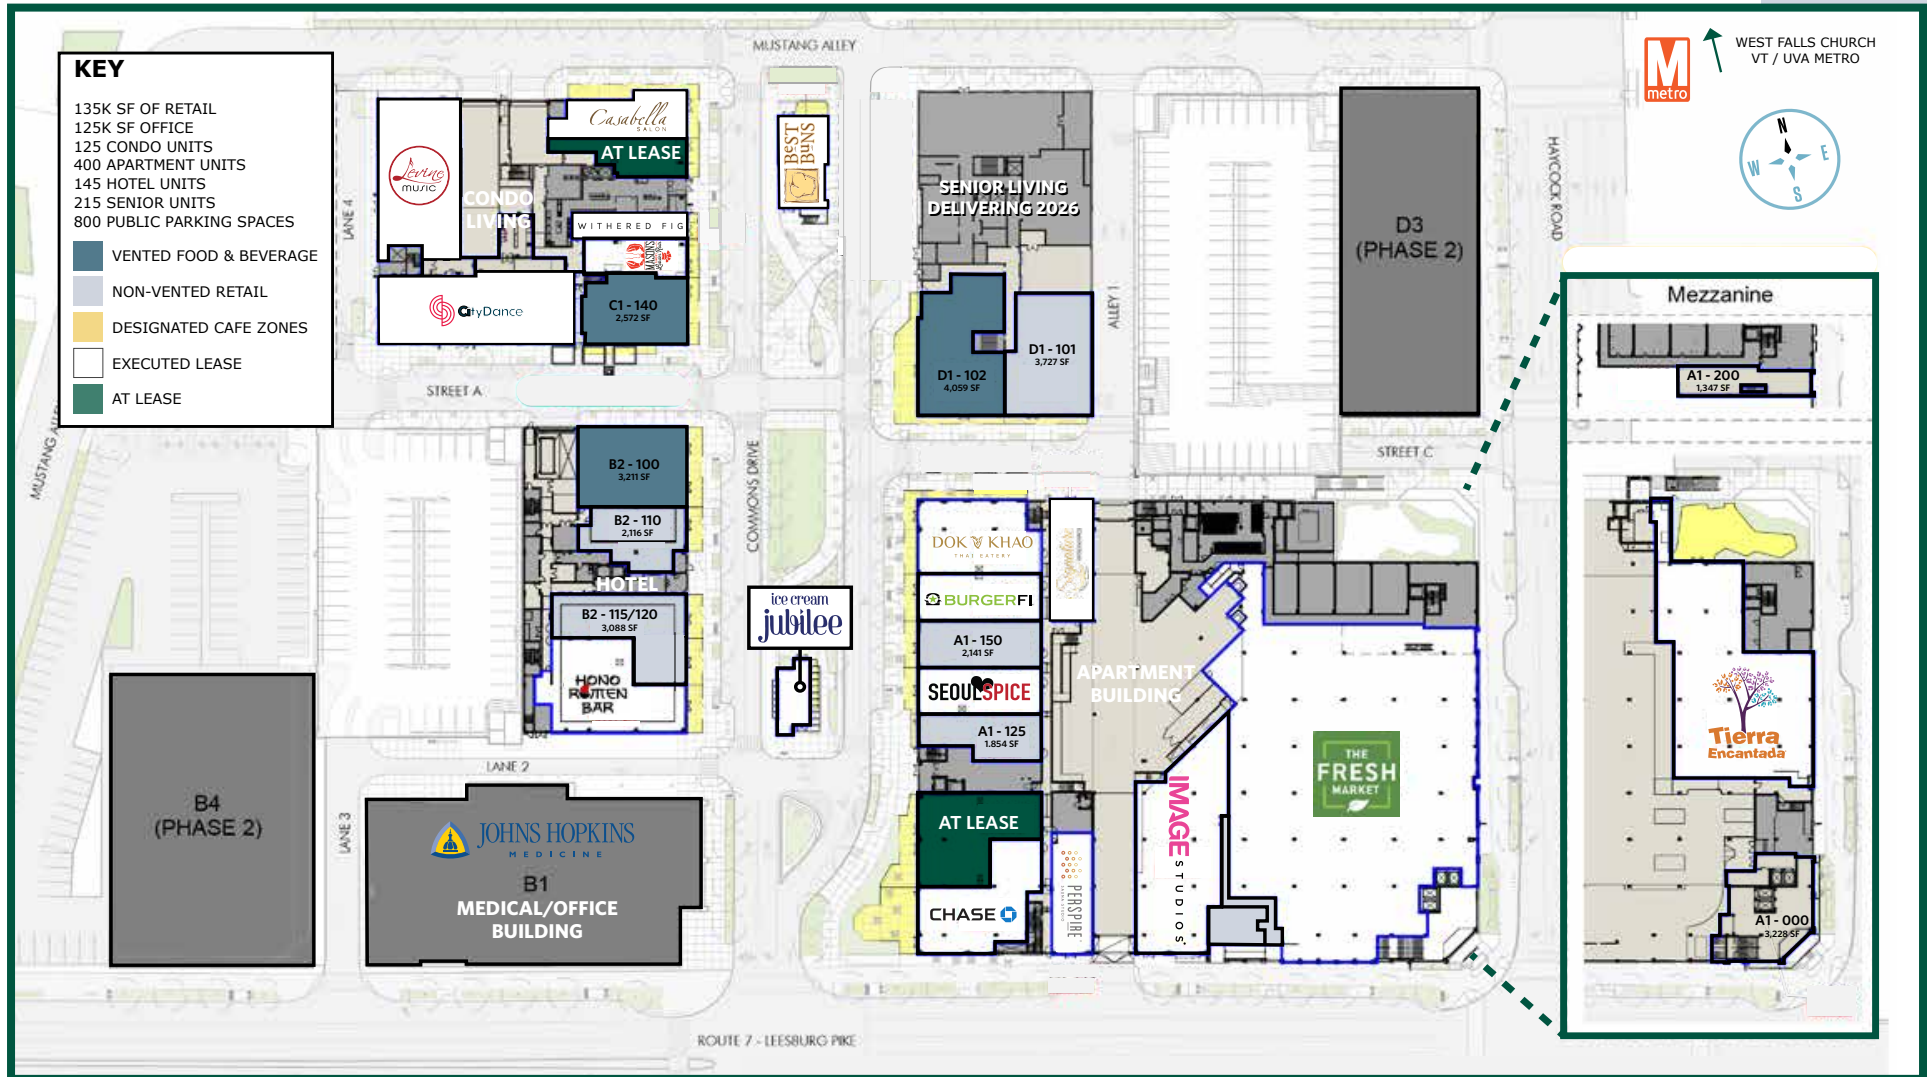 KEY
135K SF OF RETAIL
125K SF OFFICE
125 CONDO UNITS
400 APARTMENT UNITS
145 HOTEL UNITS
215 SENIOR UNITS
800 PUBLIC PARKING SPACES
VENTED FOOD & BEVERAGE
NON-VENTED RETAIL
DESIGNATED CAFE ZONES
EXECUTED LEASE
AT LEASE
MUSTANG ALLEY
metro
WEST FALLS CHURCH
VT / UVA METRO
N
W
E
S
LANE 4
Levine
MUSIC
CONDO
LIVING
Casabella
SALON
AT LEASE
WITHERED FIG
MASON'S
CityDance
C1 - 140
2,572 SF
BEST
BUNS
SENIOR LIVING
DELIVERING 2026
D1 - 102
4,059 SF
D1 - 101
3,727 SF
ALLEY 1
D3
(PHASE 2)
HAYCOCK ROAD
STREET A
STREET C
MUSTANG
COMMONS DRIVE
B2 - 100
3,211 SF
B2 - 110
2,116 SF
HOTEL
B2 - 115/120
3,088 SF
HONO
RAMEN
BAR
ice cream
jubilee
LANE 2
LANE 3
B4
(PHASE 2)
JOHNS HOPKINS
MEDICINE
B1
MEDICAL/OFFICE
BUILDING
DOK KHAO
THAI EATERY
BURGERFI
A1 - 150
2,141 SF
SEOULSPICE
A1 - 125
1.854 SF
AT LEASE
CHASE
PERSPIRE
Signature
APARTMENT
BUILDING
IMAGE
STUDIOS
THE
FRESH
MARKET
Mezzanine
A1 - 200
1,347 SF
Tierra
Encantada
A1 - 000
3,228 SF
ROUTE 7 - LEESBURG PIKE